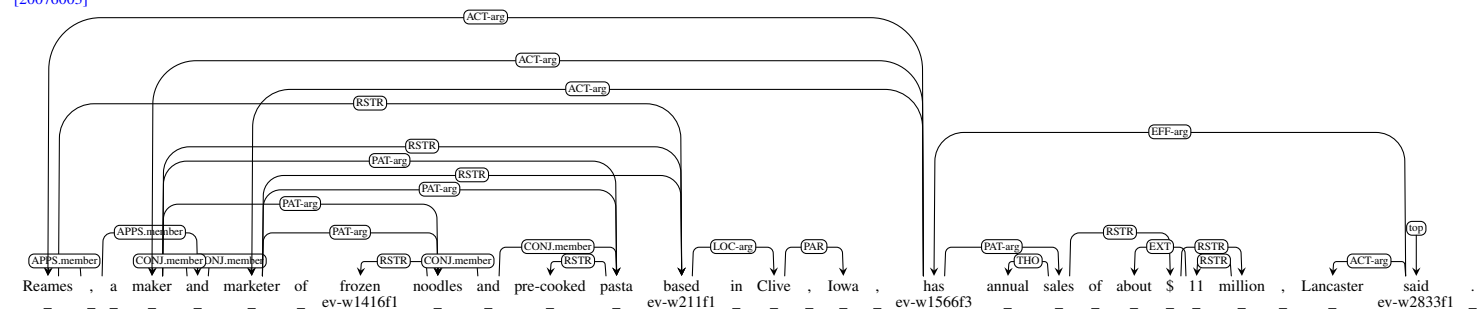 ACT-arg
ACT-arg
ACT-arg
RSTR
EFF-arg
RSTR
PAT-arg
RSTR
PAT-arg
PAT-arg
APPS.member PAT-arg RSTR top
CONJ.member LOC-arg PAR PAT-arg EXT RSTR
APPS.member CONJ.member RSTR CONJ.member RSTR THO RSTR ACT-arg
Reames , a maker and marketer of frozen noodles and pre-cooked pasta based in Clive , Iowa , has annual sales of about $ 11 million , Lancaster said .
_ _ _ _ _ _ _ ev-w1416f1 _ _ _ _ ev-w211f1 _ _ _ _ _ ev-w1566f3 _ _ _ _ _ _ _ _ _ ev-w2833f1 _